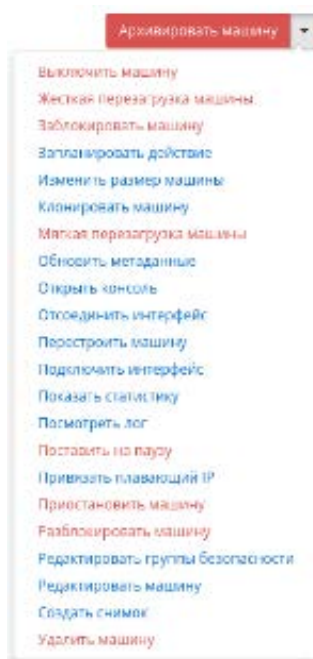 Архивировать машину
Выключить машину
Жесткая перезагрузка машины
Заблокировать машину
Запланировать действие
Изменить размер машины
Клонировать машину
Мягкая перезагрузка машины
Обновить метаданные
Открыть консоль
Отсоединить интерфейс
Перестроить машину
Подключить интерфейс
Показать статистику
Посмотреть лог
Поставить на паузу
Привязать плавающий IP
Приостановить машину
Разблокировать машину
Редактировать группы безопасности
Редактировать машину
Создать снимок
Удалить машину